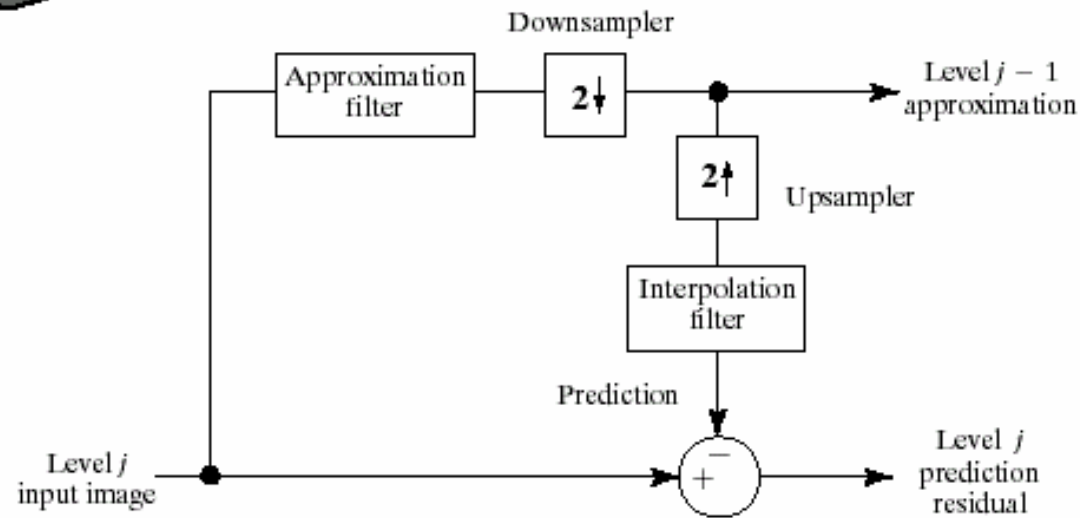 Downsampler
Approximation
filter
2↓
Level j − 1
approximation
2↑
Upsampler
Interpolation
filter
Prediction
Level j
input image
+
−
Level j
prediction
residual